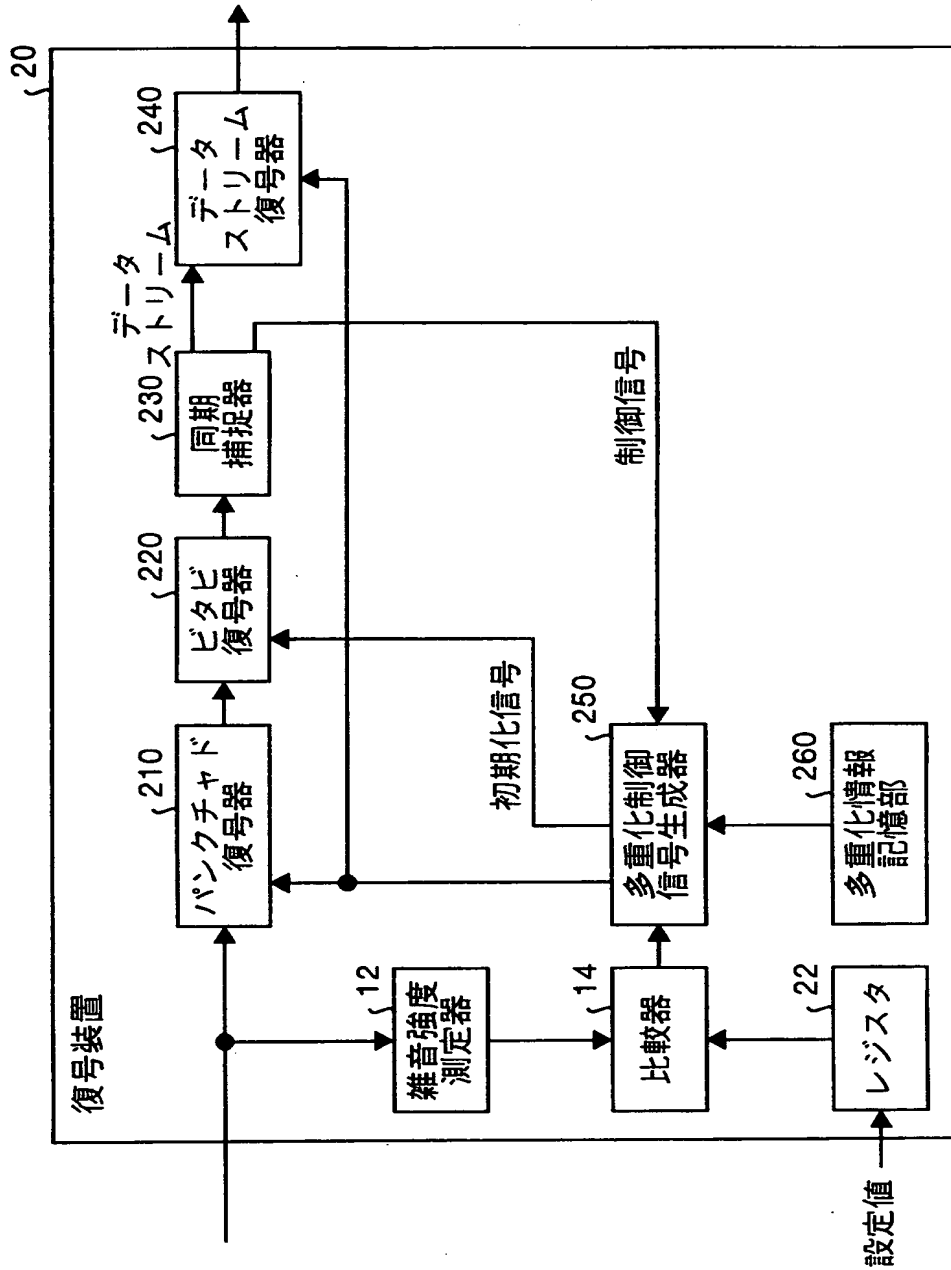 20
復号装置
210
パンクチャド
復号器
220
ビタビ
復号器
230
同期
捕捉器
データ
ストリーム
240
データ
ストリーム
復号器
12
雑音強度
測定器
初期化信号
制御信号
14
比較器
250
多重化制御
信号生成器
22
レジスタ
260
多重化情報
記憶部
設定値